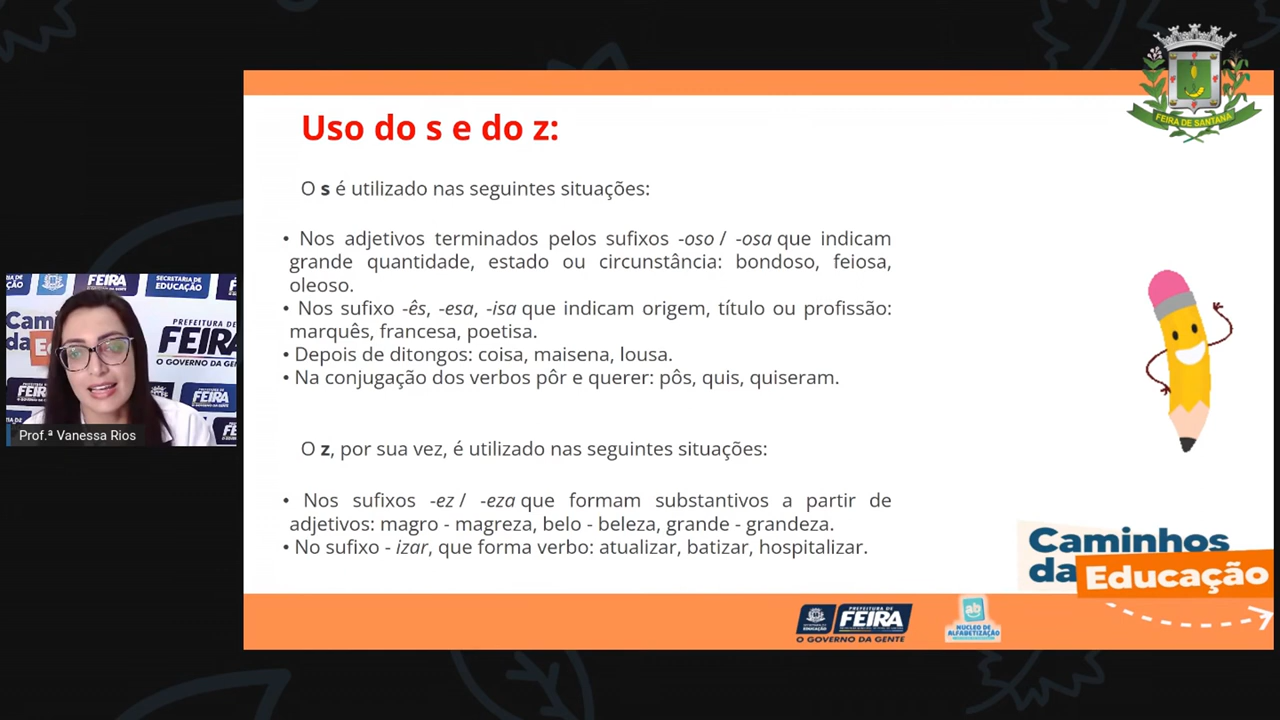 FEIRA DE SANTANA
Uso do s e do z:
O s é utilizado nas seguintes situações:
• Nos adjetivos terminados pelos sufixos -oso / -osa que indicam
grande quantidade, estado ou circunstância: bondoso, feiosa,
oleoso.
• Nos sufixo -ês, -esa, -isa que indicam origem, título ou profissão:
marquês, francesa, poetisa.
• Depois de ditongos: coisa, maisena, lousa.
• Na conjugação dos verbos pôr e querer: pôs, quis, quiseram.
O z, por sua vez, é utilizado nas seguintes situações:
• Nos sufixos -ez / -eza que formam substantivos a partir de
adjetivos: magro - magreza, belo - beleza, grande - grandeza.
• No sufixo - izar, que forma verbo: atualizar, batizar, hospitalizar.
FEIRA
SECRETARIA DE
EDUCAÇÃO
PREFEITURA DE
FEIRA
O GOVERNO DA GENTE
FEIRA
Prof.ª Vanessa Rios
Caminhos
da Educação
PREFEITURA DE
FEIRA
O GOVERNO DA GENTE
ab
NÚCLEO DE
ALFABETIZAÇÃO